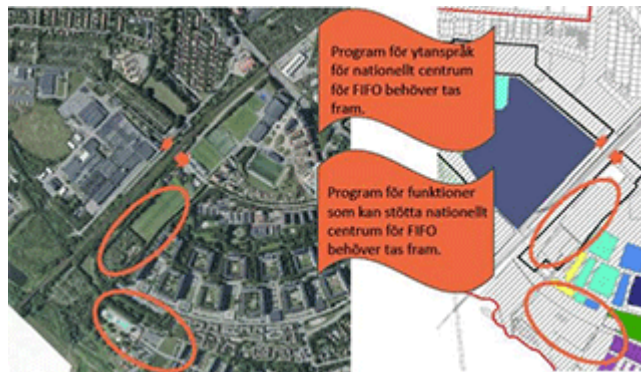 Program för ytanspråk
för nationellt centrum
för FIFO behöver tas
fram.
Program för funktioner
som kan stötta nationellt
centrum för FIFO
behöver tas fram.